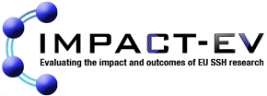 IMPACT-EV
Evaluating the impact and outcomes of EU SSH research